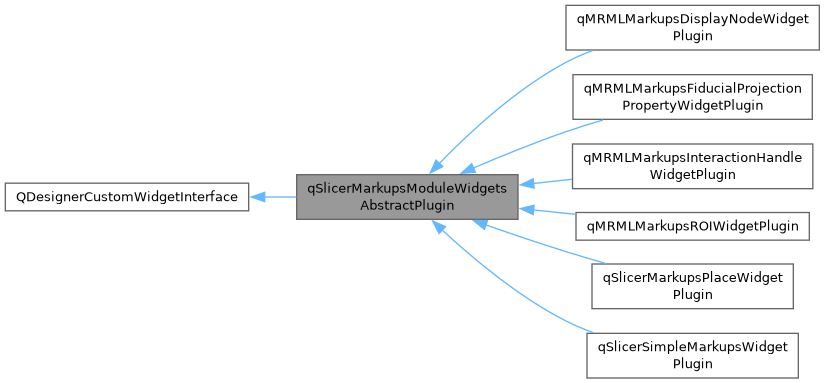 QDesignerCustomWidgetInterface
qSlicerMarkupsModuleWidgets
AbstractPlugin
qMRMLMarkupsDisplayNodeWidget
Plugin
qMRMLMarkupsFiducialProjection
PropertyWidgetPlugin
qMRMLMarkupsInteractionHandle
WidgetPlugin
qMRMLMarkupsROIWidgetPlugin
qSlicerMarkupsPlaceWidget
Plugin
qSlicerSimpleMarkupsWidget
Plugin